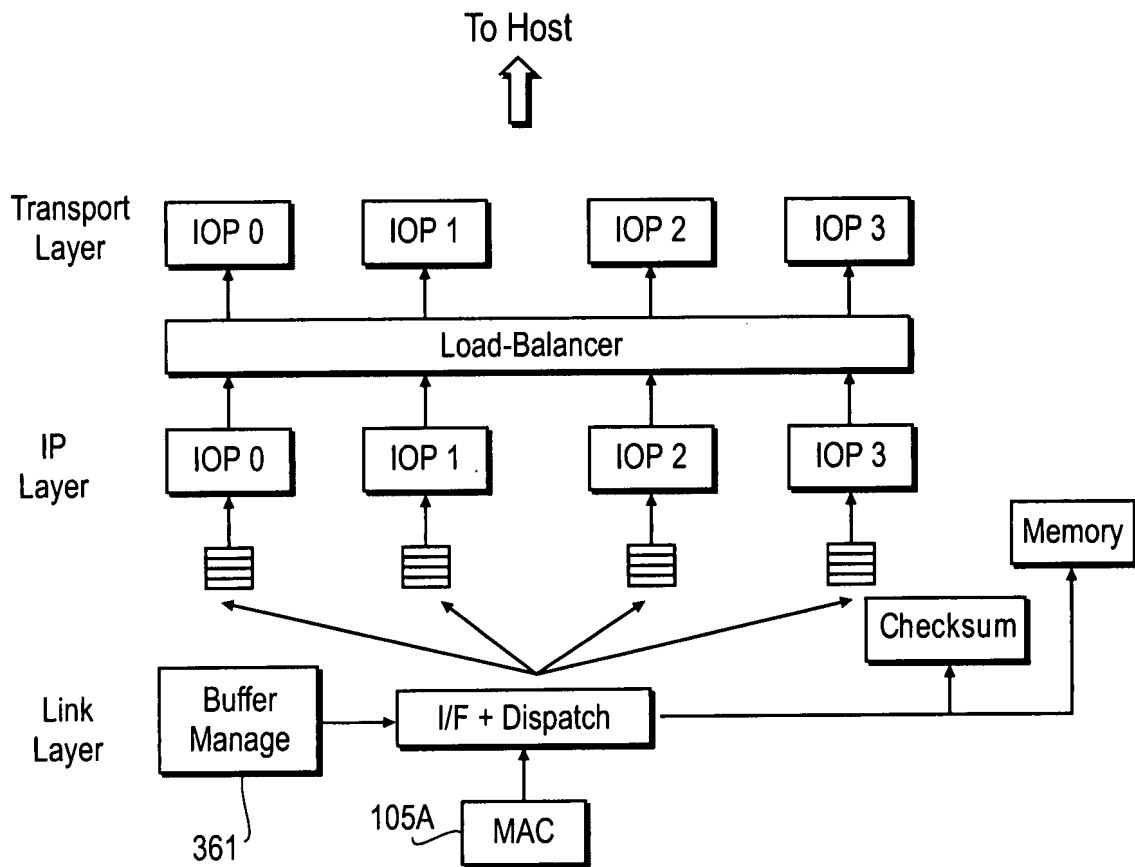 To Host
Transport
Layer
IOP 0
IOP 1
IOP 2
IOP 3
Load-Balancer
IP
Layer
IOP 0
IOP 1
IOP 2
IOP 3
Memory
Checksum
Link
Layer
Buffer
Manage
I/F + Dispatch
361
105A
MAC